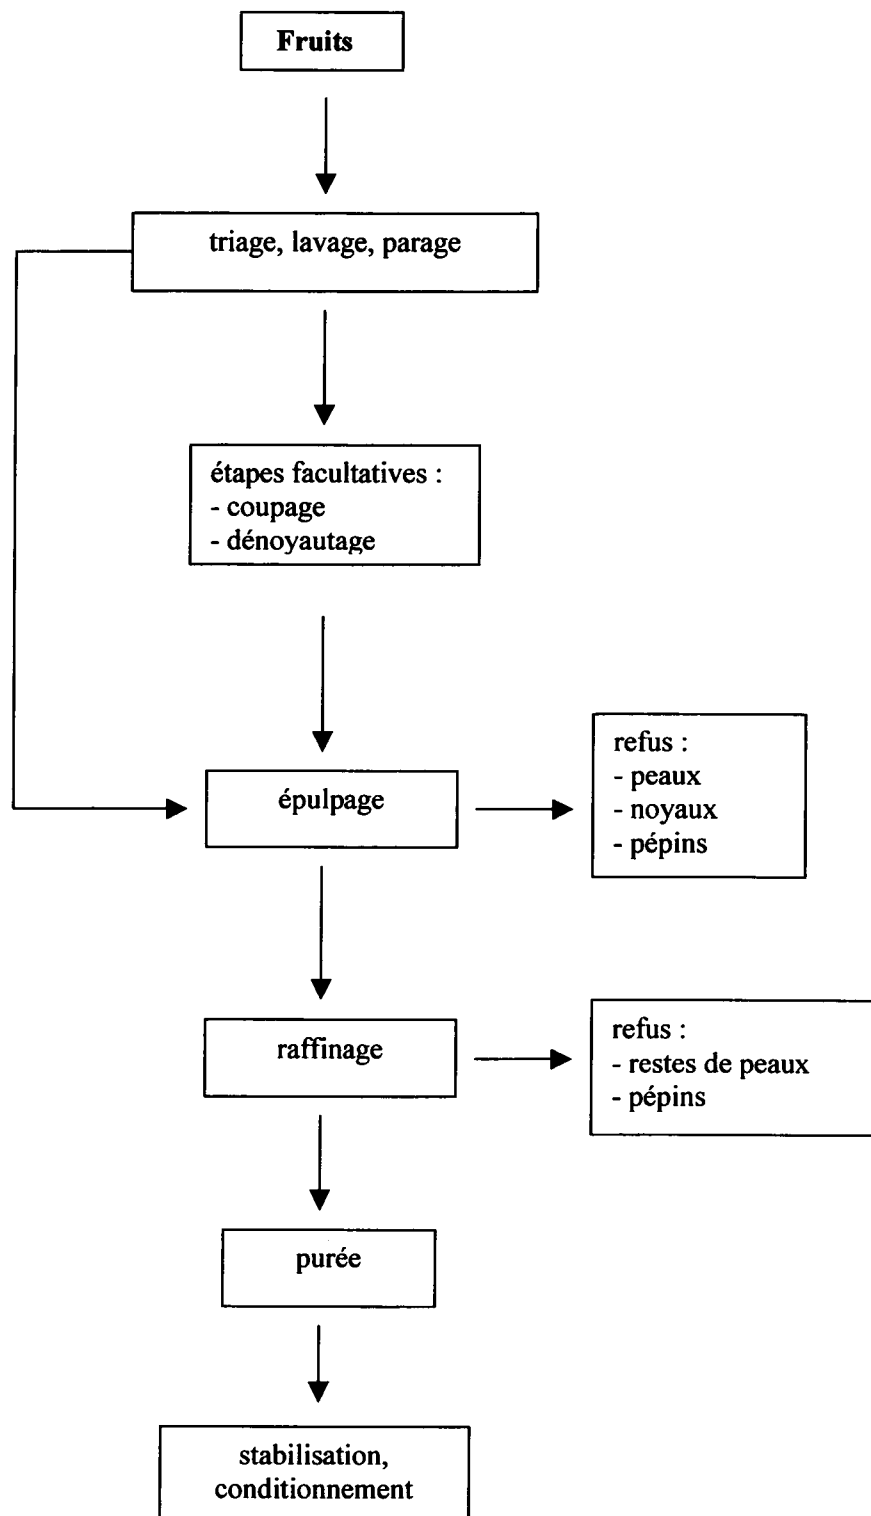 Fruits
triage, lavage, parage
étapes facultatives :
- coupage
- dénoyautage
épulpage
refus :
- peaux
- noyaux
- pépins
raffinage
refus :
- restes de peaux
- pépins
purée
stabilisation,
conditionnement